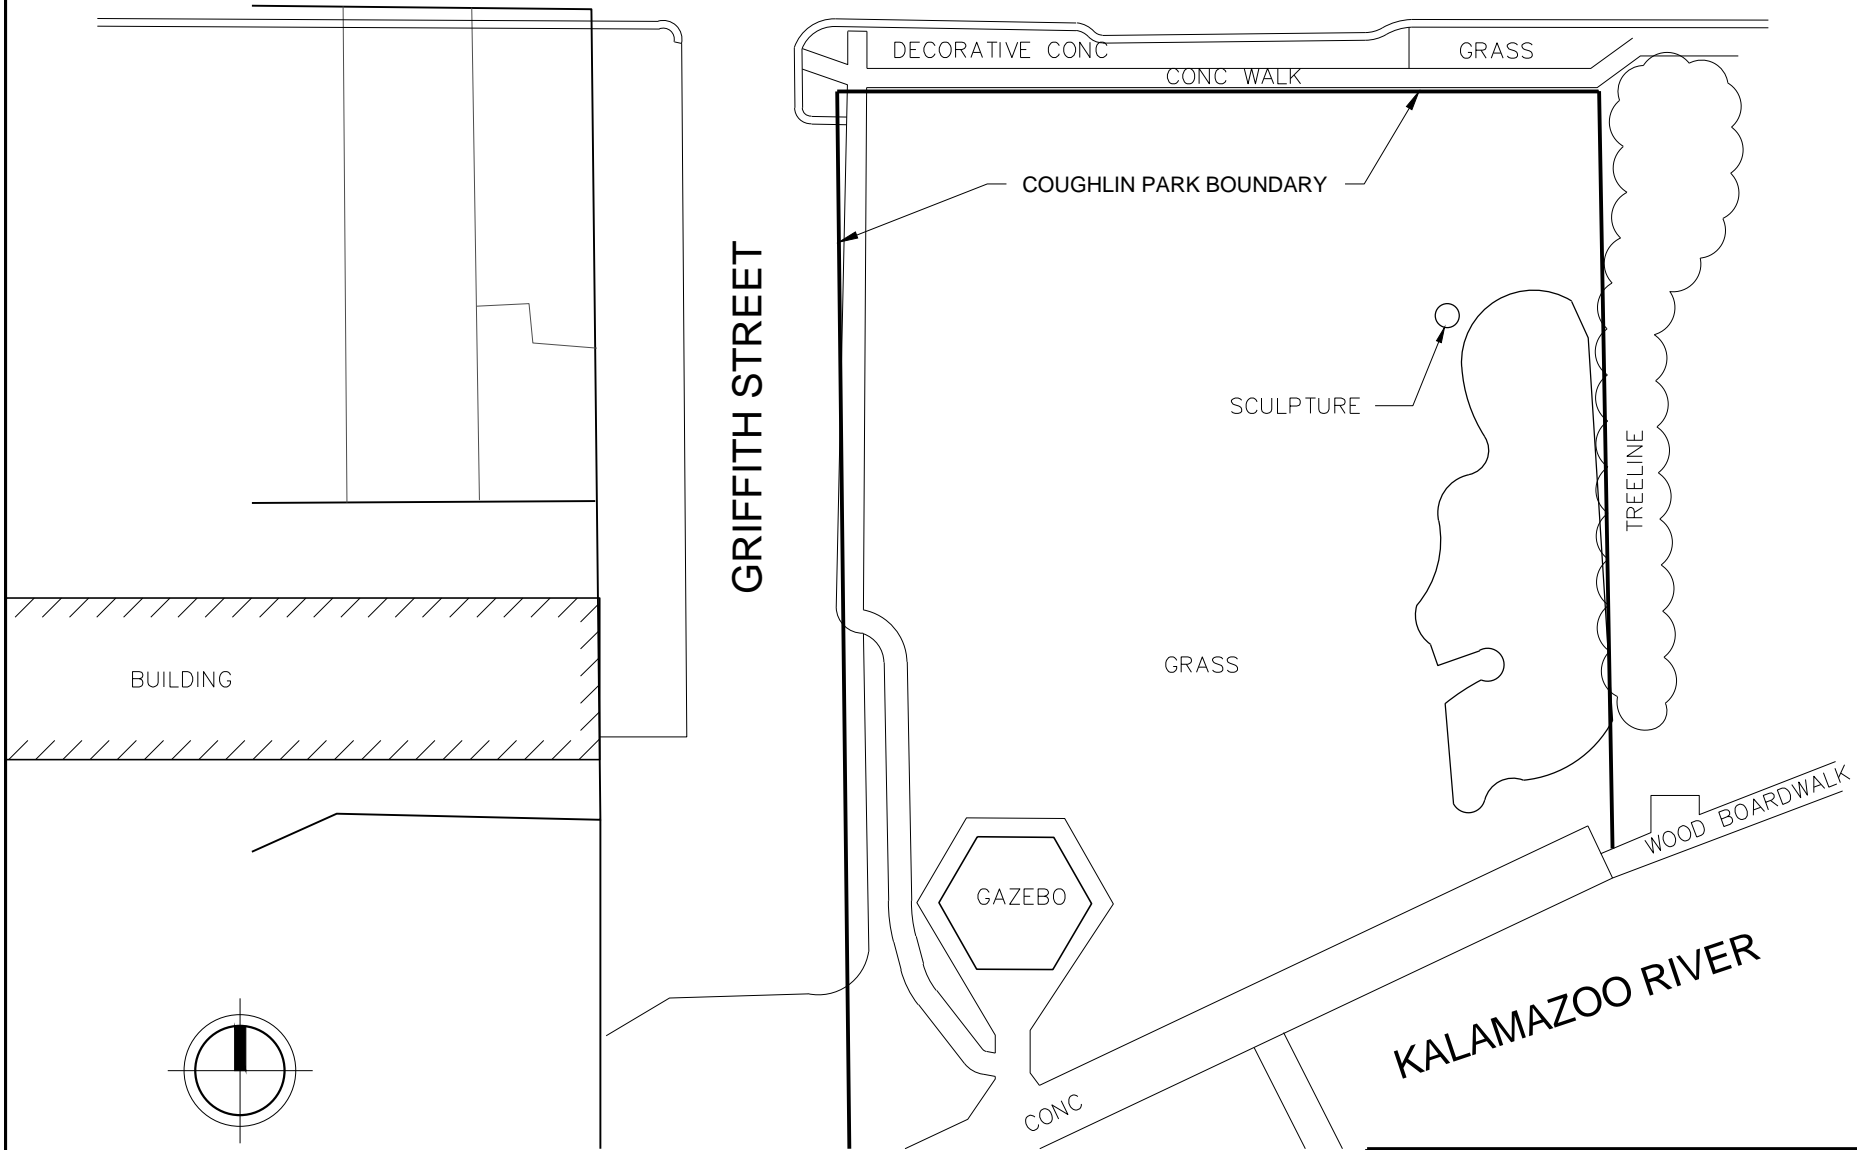 DECORATIVE CONC
GRASS
CONC WALK
COUGHLIN PARK BOUNDARY
GRIFFITH STREET
SCULPTURE
TREELINE
GRASS
BUILDING
WOOD BOARDWALK
GAZEBO
KALAMAZOO RIVER
CONC